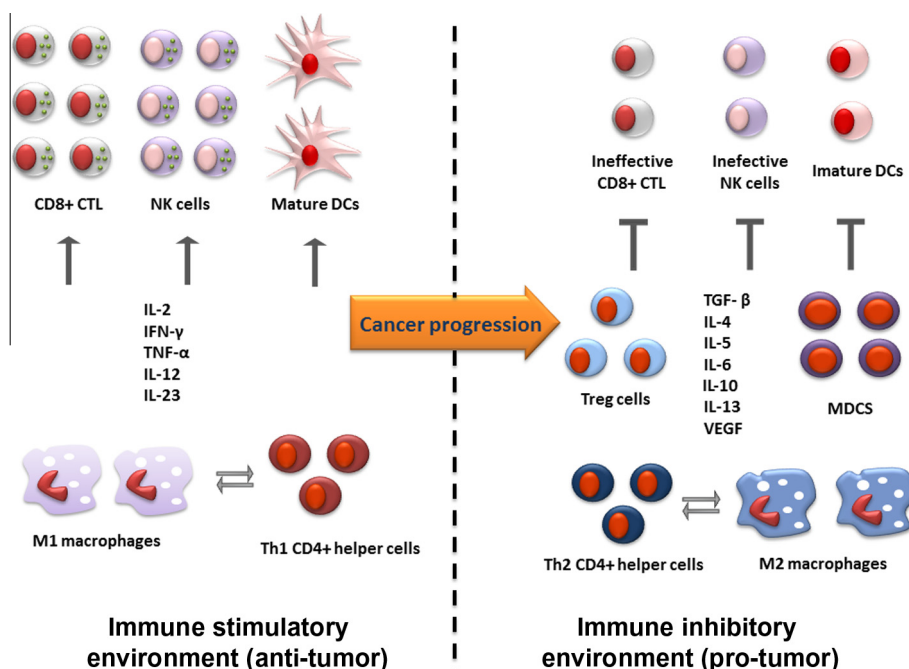 CD8+ CTL
NK cells
Mature DCs
IL-2
IFN-γ
TNF-α
IL-12
IL-23
M1 macrophages
Th1 CD4+ helper cells
Immune stimulatory
environment (anti-tumor)
Cancer progression
Ineffective
CD8+ CTL
Inefective
NK cells
Imature DCs
Treg cells
TGF- β
IL-4
IL-5
IL-6
IL-10
IL-13
VEGF
MDCS
Th2 CD4+ helper cells
M2 macrophages
Immune inhibitory
environment (pro-tumor)